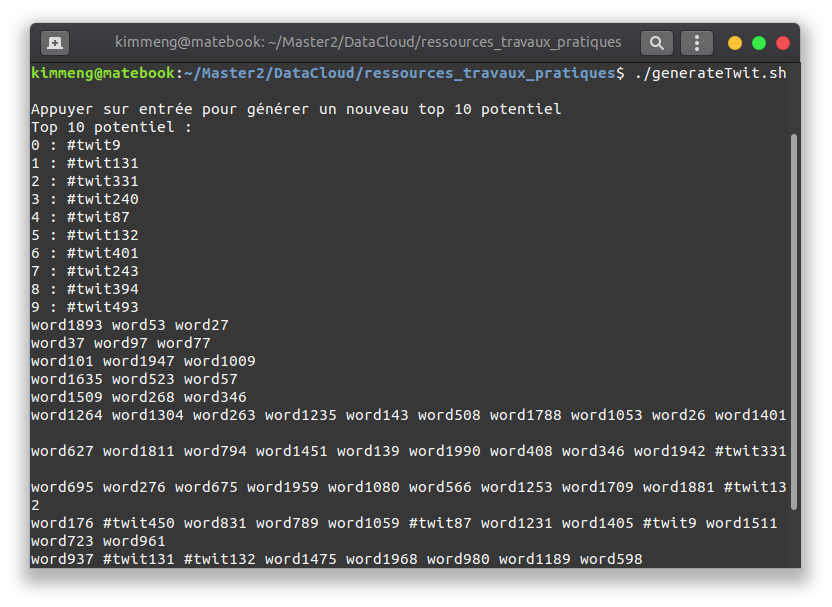 kimmeng@matebook: ~/Master2/DataCloud/ressources_travaux_pratiques
kimmeng@matebook:~/Master2/DataCloud/ressources_travaux_pratiques$ ./generateTwit.sh
Appuyer sur entrée pour générer un nouveau top 10 potentiel
Top 10 potentiel :
0 : #twit9
1 : #twit131
2 : #twit331
3 : #twit240
4 : #twit87
5 : #twit132
6 : #twit401
7 : #twit243
8 : #twit394
9 : #twit493
word1893 word53 word27
word37 word97 word77
word101 word1947 word1009
word1635 word523 word57
word1509 word268 word346
word1264 word1304 word263 word1235 word143 word508 word1788 word1053 word26 word1401
word627 word1811 word794 word1451 word139 word1990 word408 word346 word1942 #twit331
word695 word276 word675 word1959 word1080 word566 word1253 word1709 word1881 #twit13
2
word176 #twit450 word831 word789 word1059 #twit87 word1231 word1405 #twit9 word1511
word723 word961
word937 #twit131 #twit132 word1475 word1968 word980 word1189 word598